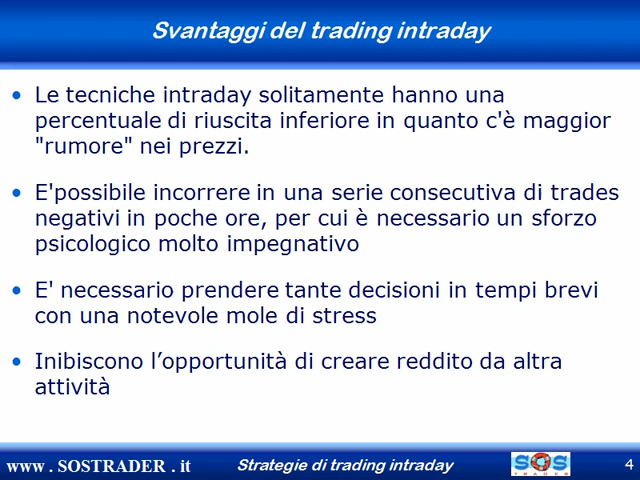 Svantaggi del trading intraday
• Le tecniche intraday solitamente hanno una
percentuale di riuscita inferiore in quanto c'è maggior
"rumore" nei prezzi.
• E'possibile incorrere in una serie consecutiva di trades
negativi in poche ore, per cui è necessario un sforzo
psicologico molto impegnativo
• E' necessario prendere tante decisioni in tempi brevi
con una notevole mole di stress
• Inibiscono l’opportunità di creare reddito da altra
attività
www . SOSTRADER . it
Strategie di trading intraday
SOS
TRADER
4